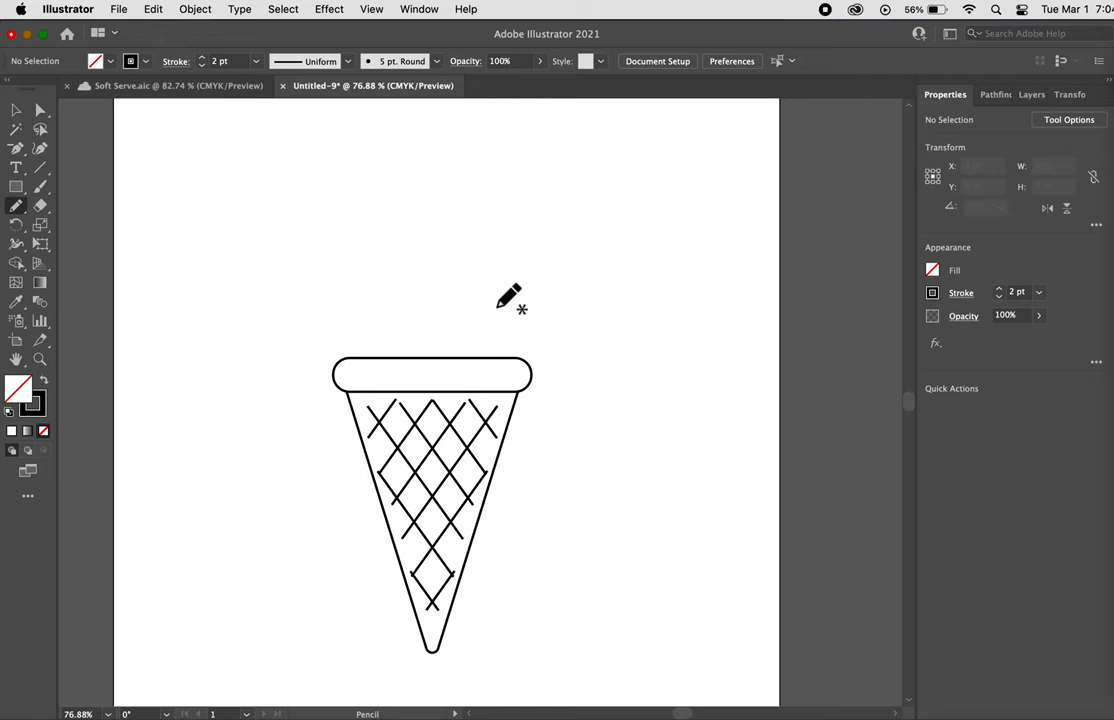 Illustrator File Edit Object Type Select Effect View Window Help 56% Tue Mar 1 7:04
Adobe Illustrator 2021 Search Adobe Help
No Selection Stroke: 2 pt Uniform 5 pt. Round Opacity: 100% Style: Document Setup Preferences
Soft Serve.aic @ 82.74 % (CMYK/Preview) Untitled-9* @ 76.88 % (CMYK/Preview)
Properties Pathfind Layers Transfo
No Selection Tool Options
Transform
X: W:
Y: H:
Appearance
Fill
Stroke 2 pt
Opacity 100%
fx.
Quick Actions
76.88% 0° 1 Pencil